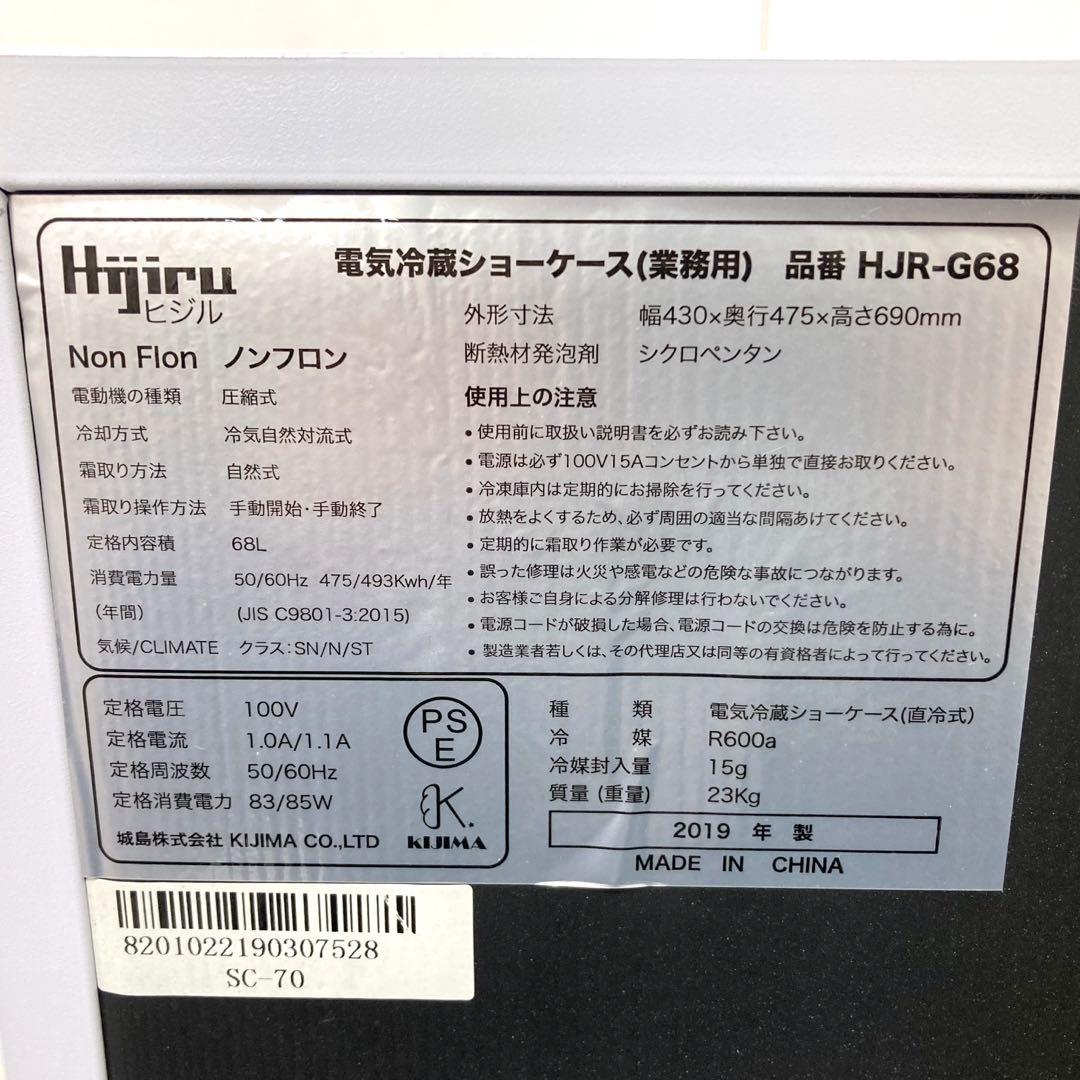 Hijiru
ヒジル
電気冷蔵ショーケース(業務用) 品番 HJR-G68
外形寸法 幅430×奥行475×高さ690mm
断熱材発泡剤 シクロペンタン
Non Flon ノンフロン
電動機の種類 圧縮式
冷却方式 冷気自然対流式
霜取り方法 自然式
霜取り操作方法 手動開始・手動終了
定格内容積 68L
消費電力量 50/60Hz 475/493Kwh/年
(年間) (JIS C9801-3:2015)
気候/CLIMATE クラス:SN/N/ST
使用上の注意
• 使用前に取扱い説明書を必ずお読み下さい。
• 電源は必ず100V15Aコンセントから単独で直接お取りください。
• 冷凍庫内は定期的にお掃除を行ってください。
• 放熱をよくするため、必ず周囲の適当な間隔あけてください。
• 定期的に霜取り作業が必要です。
• 誤った修理は火災や感電などの危険な事故につながります。
• お客様ご自身による分解修理は行わないでください。
• 電源コードが破損した場合、電源コードの交換は危険を防止する為に。
• 製造業者若しくは、その代理店又は同等の有資格者によって行ってください。
定格電圧 100V
定格電流 1.0A/1.1A
定格周波数 50/60Hz
定格消費電力 83/85W
城島株式会社 KIJIMA CO.,LTD
PS
E
K.
KIJIMA
種類 電気冷蔵ショーケース(直冷式)
冷媒 R600a
冷媒封入量 15g
質量(重量) 23Kg
2019 年 製
MADE IN CHINA
8201022190307528
SC-70